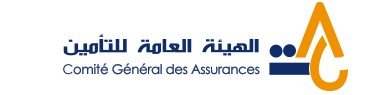 الهيئة العامة للتأمين
Comité Général des Assurances